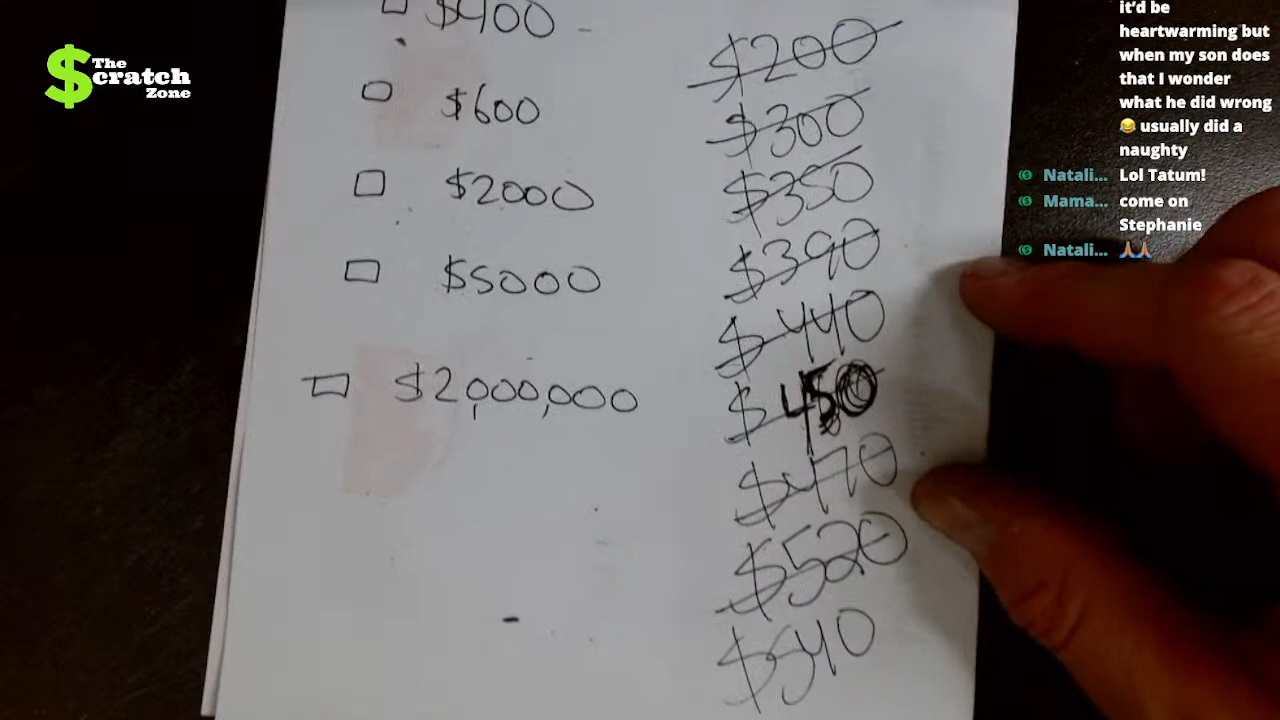 $The
Scratch
Zone
$400
$600
$2000
$5000
$2,000,000
$200
$300
$350
$390
$440
$450
$470
$520
$540
it'd be
heartwarming but
when my son does
that I wonder
what he did wrong
😂 usually did a
naughty
Natali... Lol Tatum!
Mama... come on
Stephanie
Natali... 🙏🏽🙏🏽